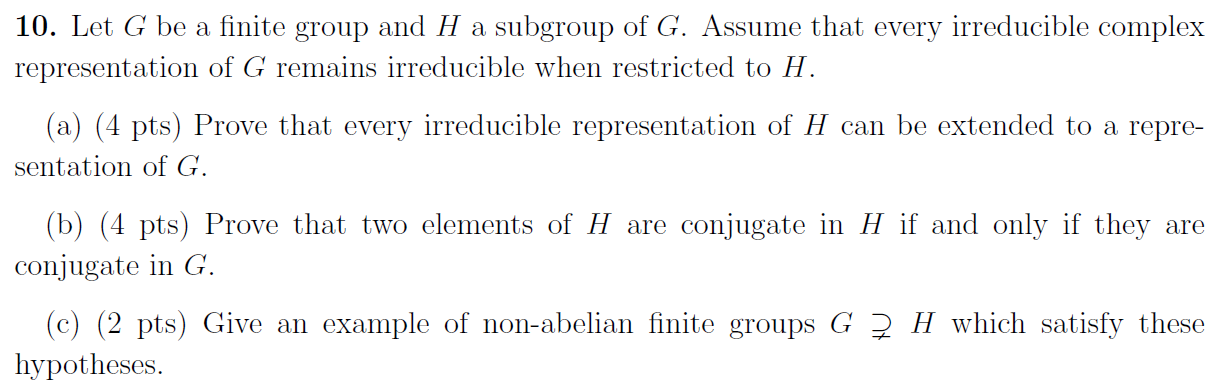 10. Let G be a finite group and H a subgroup of G. Assume that every irreducible complex
representation of G remains irreducible when restricted to H.
(a) (4 pts) Prove that every irreducible representation of H can be extended to a repre-
sentation of G.
(b) (4 pts) Prove that two elements of H are conjugate in H if and only if they are
conjugate in G.
(c) (2 pts) Give an example of non-abelian finite groups G ⊋ H which satisfy these
hypotheses.